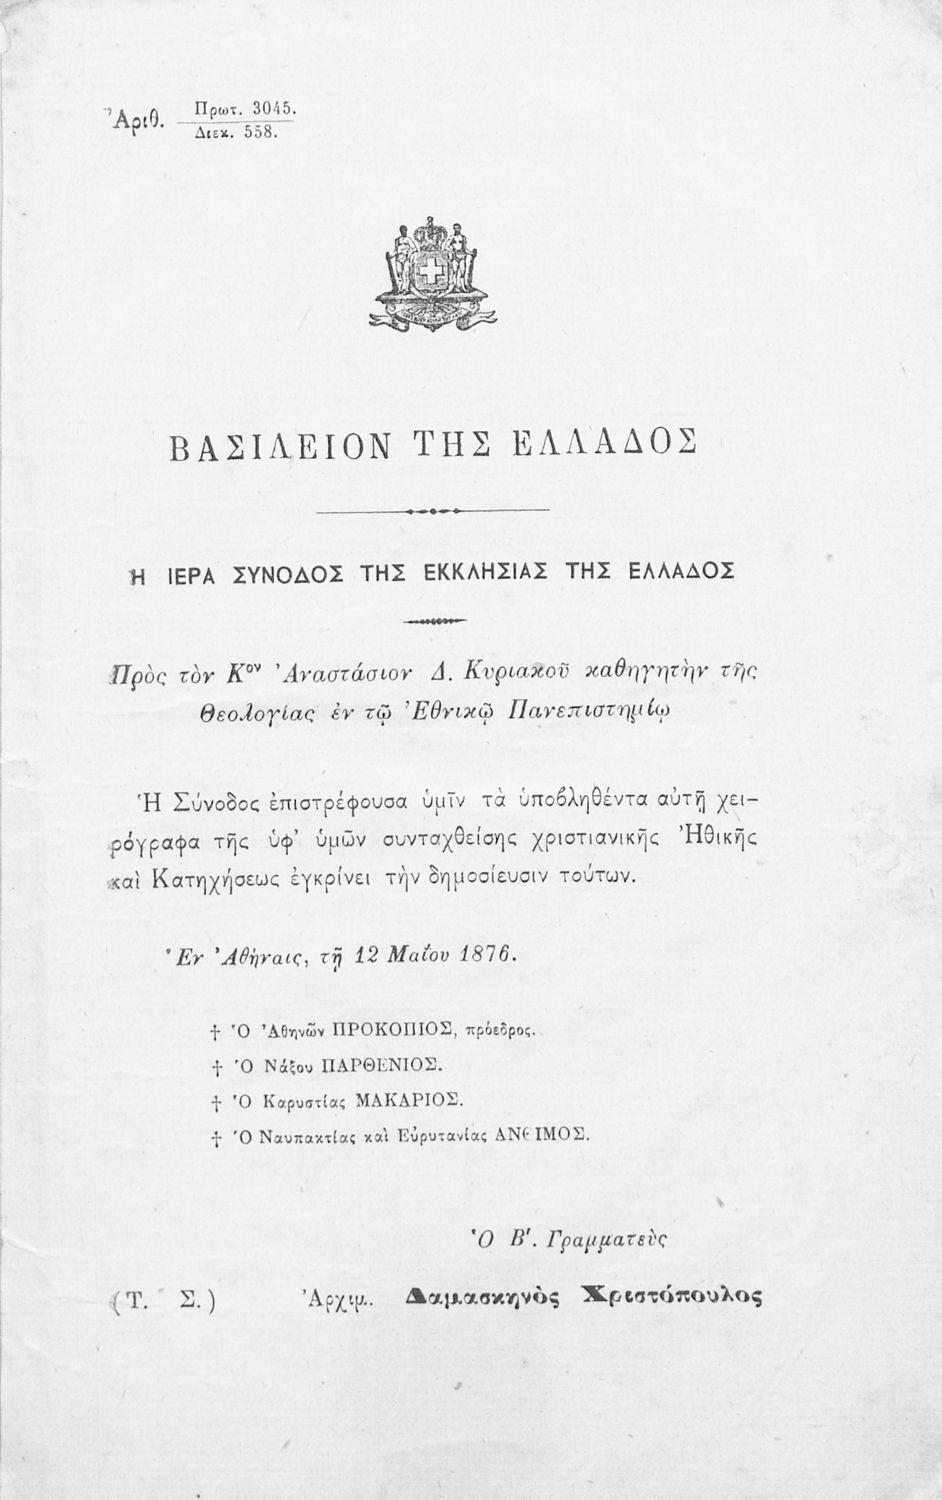 Ἀριθ. Πρωτ. 3045.
Διεκ. 558.
ΒΑΣΙΛΕΙΟΝ ΤΗΣ ΕΛΛΑΔΟΣ
Η ΙΕΡΑ ΣΥΝΟΔΟΣ ΤΗΣ ΕΚΚΛΗΣΙΑΣ ΤΗΣ ΕΛΛΑΔΟΣ
Πρὸς τὸν Κον Ἀναστάσιον Δ. Κυριακοῦ καθηγητὴν τῆς
Θεολογίας ἐν τῷ Ἐθνικῷ Πανεπιστημίῳ
Ἡ Σύνοδος ἐπιστρέφουσα ὑμῖν τὰ ὑποβληθέντα αὐτῇ χει-
ρόγραφα τῆς ὑφ' ὑμῶν συνταχθείσης χριστιανικῆς Ἠθικῆς
καὶ Κατηχήσεως ἐγκρίνει τὴν δημοσίευσιν τούτων.
Ἐν Ἀθήναις, τῇ 12 Μαΐου 1876.
† Ὁ Ἀθηνῶν ΠΡΟΚΟΠΙΟΣ, πρόεδρος.
† Ὁ Νάξου ΠΑΡΘΕΝΙΟΣ.
† Ὁ Καρυστίας ΜΑΚΑΡΙΟΣ.
† Ὁ Ναυπακτίας καὶ Εὐρυτανίας ΑΝΘΙΜΟΣ.
Ὁ Β'. Γραμματεὺς
(Τ. Σ.) Ἀρχιμ. Δαμασκηνὸς Χριστόπουλος